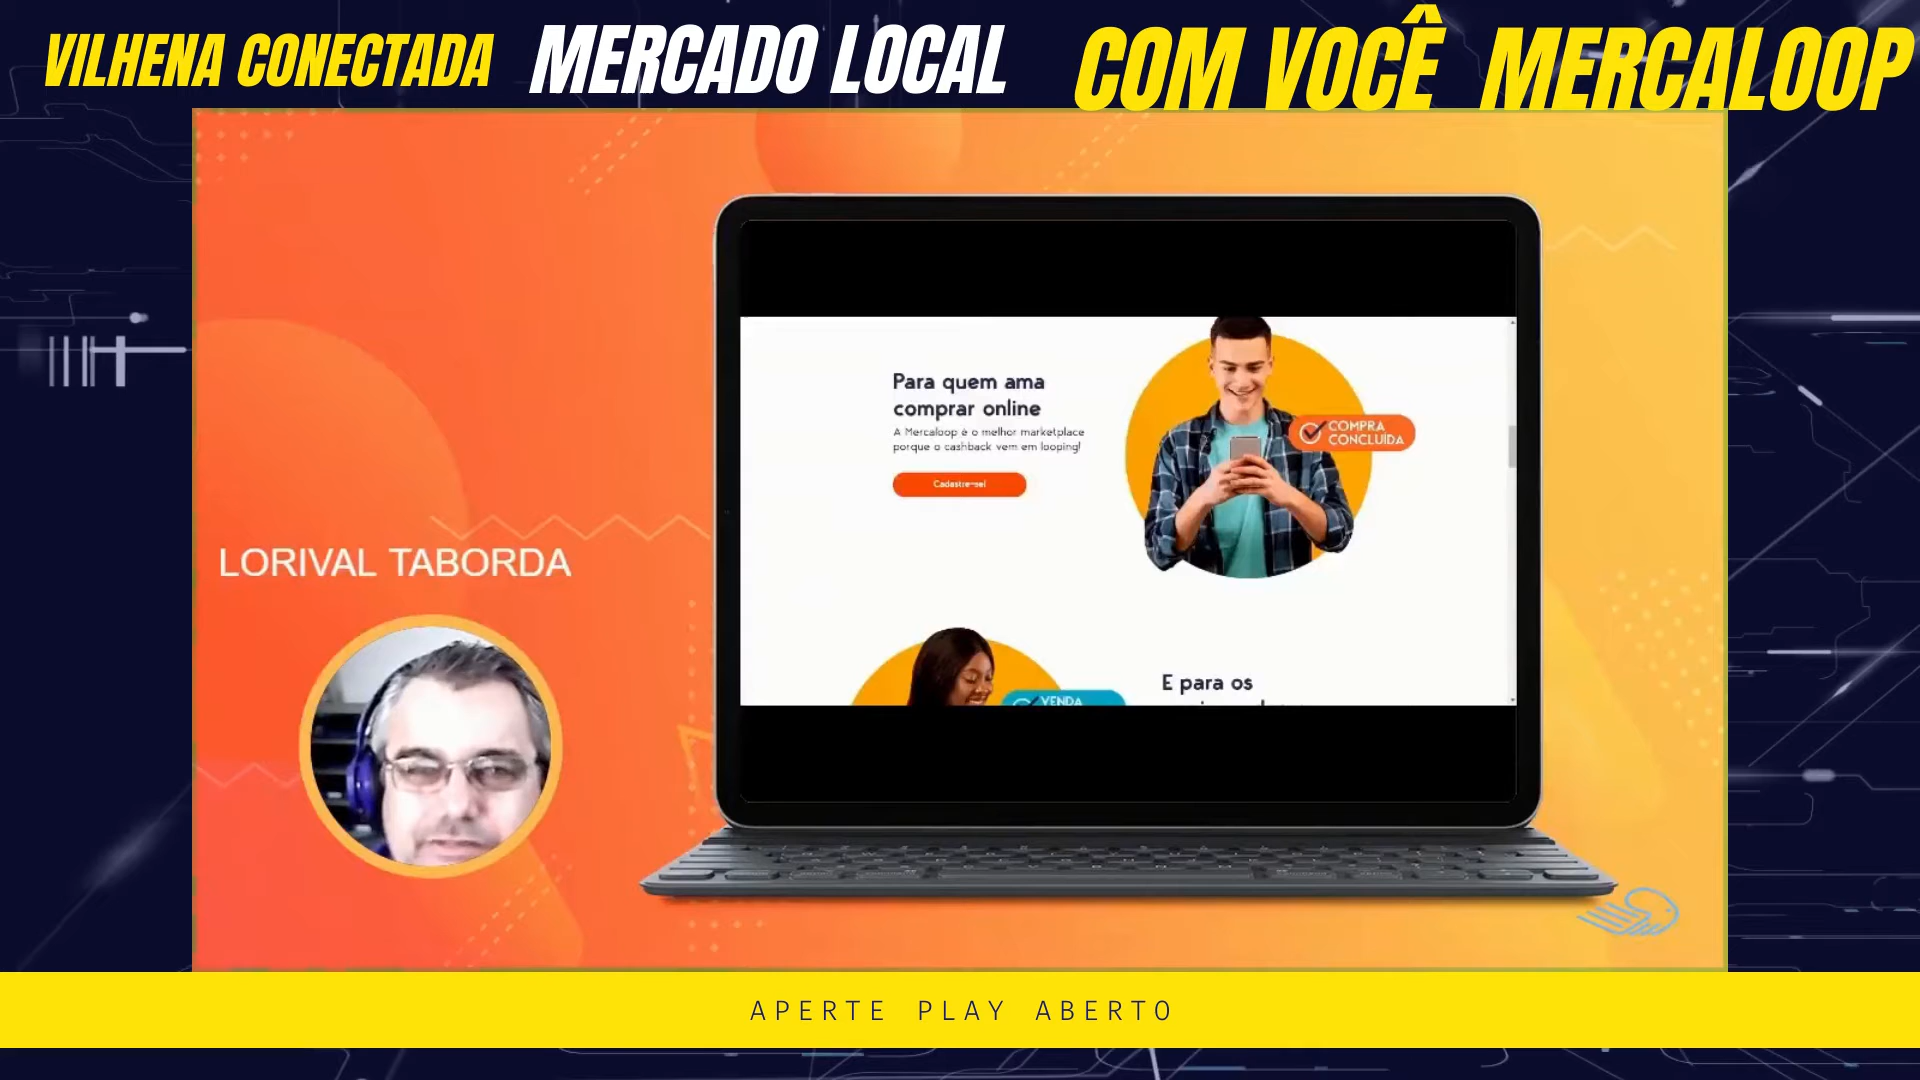 VILHENA CONECTADA MERCADO LOCAL COM VOCÊ MERCALOOP
Para quem ama
comprar online
A Mercaloop é o melhor marketplace
porque o cashback vem em looping!
Cadastre-se!
COMPRA
CONCLUÍDA
LORIVAL TABORDA
VENDA
E para os
APERTE PLAY ABERTO